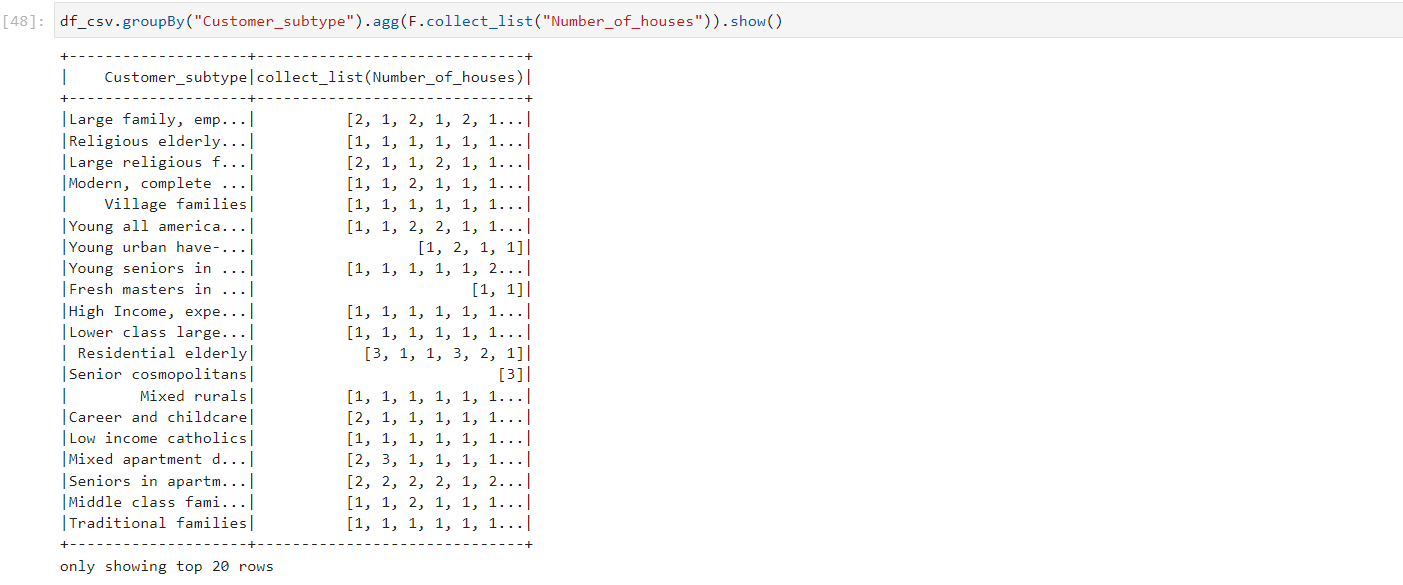 [48]: df_csv.groupBy("Customer_subtype").agg(F.collect_list("Number_of_houses")).show()
+--------------------+-----------------------------+
|    Customer_subtype|collect_list(Number_of_houses)|
+--------------------+-----------------------------+
|Large family, emp...|          [2, 1, 2, 1, 2, 1...|
|Religious elderly...|          [1, 1, 1, 1, 1, 1...|
|Large religious f...|          [2, 1, 1, 2, 1, 1...|
|Modern, complete ...|          [1, 1, 2, 1, 1, 1...|
|    Village families|          [1, 1, 1, 1, 1, 1...|
|Young all america...|          [1, 1, 2, 2, 1, 1...|
|Young urban have-...|                  [1, 2, 1, 1]|
|Young seniors in ...|          [1, 1, 1, 1, 1, 2...|
|Fresh masters in ...|                        [1, 1]|
|High Income, expe...|          [1, 1, 1, 1, 1, 1...|
|Lower class large...|          [1, 1, 1, 1, 1, 1...|
| Residential elderly|            [3, 1, 1, 3, 2, 1]|
|Senior cosmopolitans|                           [3]|
|        Mixed rurals|          [1, 1, 1, 1, 1, 1...|
|Career and childcare|          [2, 1, 1, 1, 1, 1...|
|Low income catholics|          [1, 1, 1, 1, 1, 1...|
|Mixed apartment d...|          [2, 3, 1, 1, 1, 1...|
|Seniors in apartm...|          [2, 2, 2, 2, 1, 2...|
|Middle class fami...|          [1, 1, 2, 1, 1, 1...|
|Traditional families|          [1, 1, 1, 1, 1, 1...|
+--------------------+-----------------------------+
only showing top 20 rows